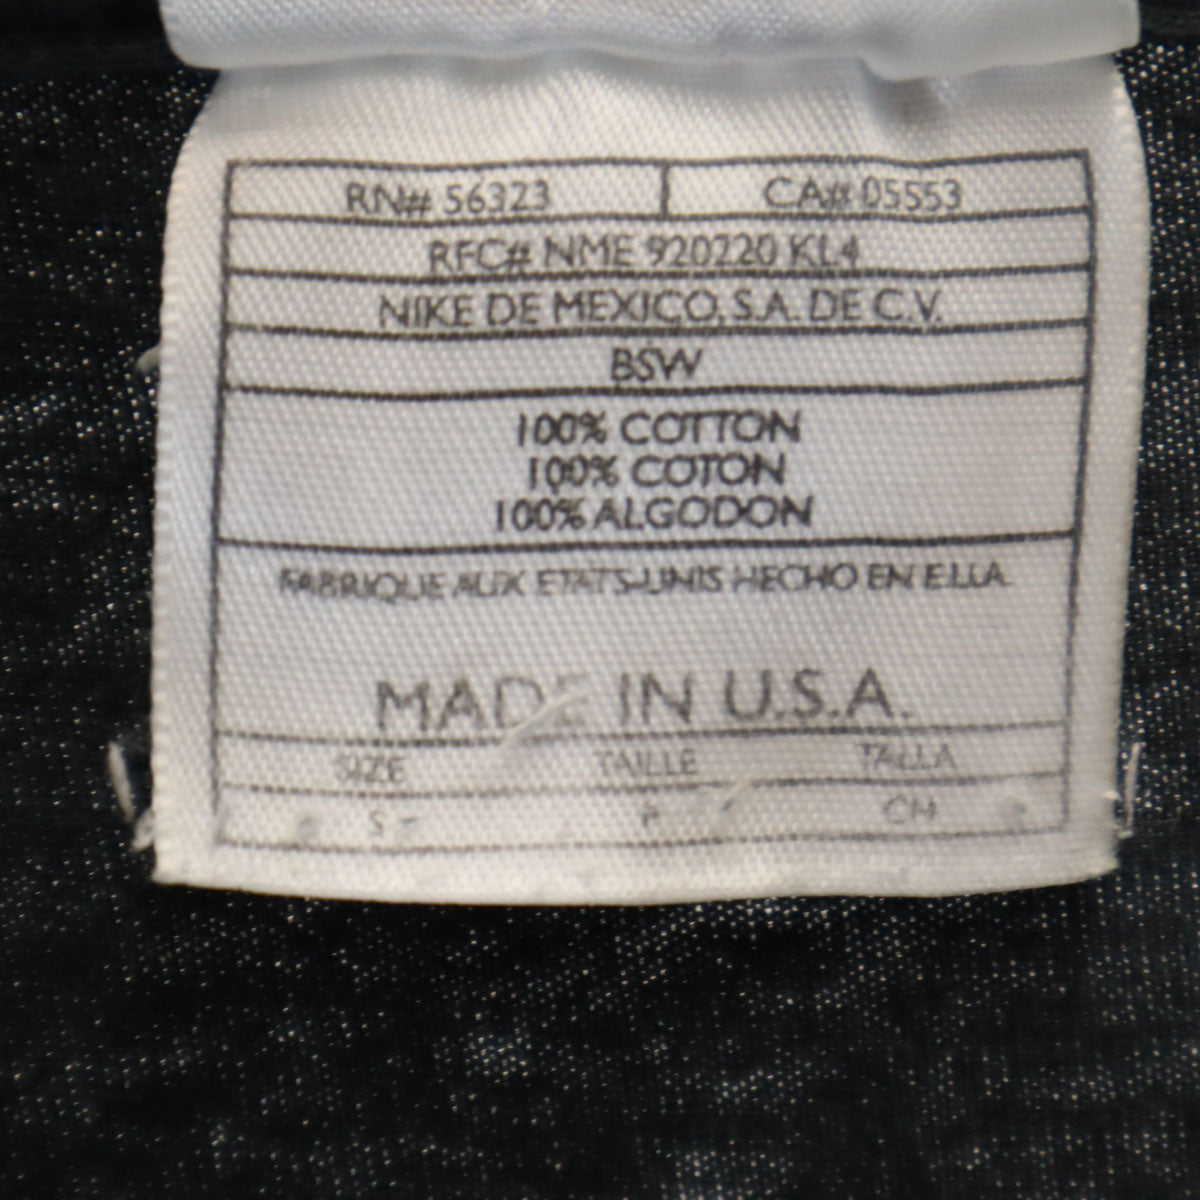 RN# 56323 CA# 05553
RFC# NME 920220 KL4
NIKE DE MEXICO, S.A. DE C.V.
BSW
100% COTTON
100% COTON
100% ALGODON
FABRIQUE AUX ETATS-UNIS HECHO EN E.U.A.
MADE IN U.S.A.
SIZE TAILLE TALLA
S P CH